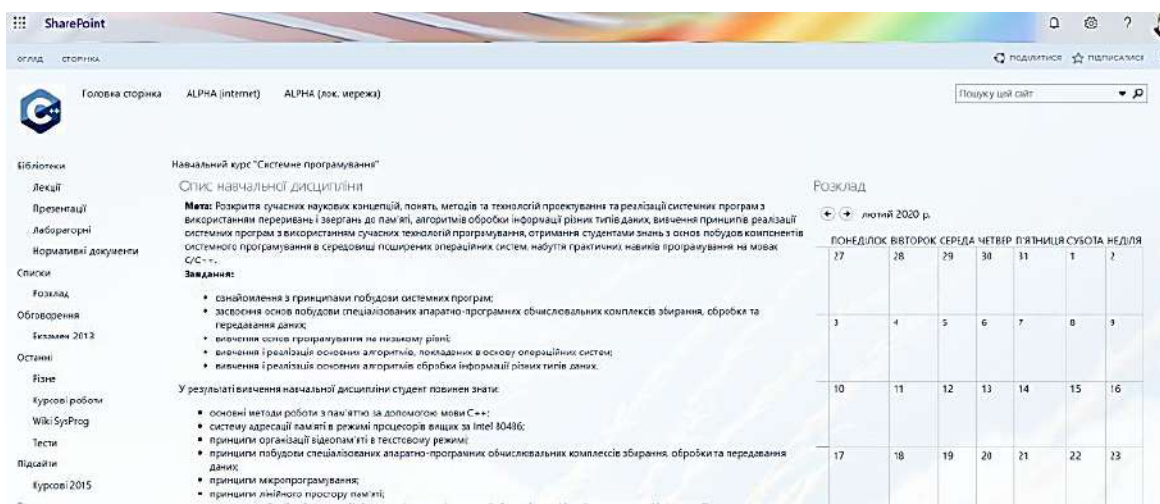 SharePoint
ОГЛЯД СТОРІНКА
ПОДІЛИТИСЯ ПІДПИСАТИСЯ
Головна сторінка ALPHA (internet) ALPHA (лок. мережа)
Пошук у цей сайт
Бібліотеки
Лекції
Презентації
Лабораторні
Нормативні документи
Списки
Розклад
Обговорення
Екзамен 2013
Останні
Різне
Курсові роботи
Wiki SysProg
Тести
Підсайти
Курсові 2015
Навчальний курс "Системне програмування"
Опис навчальної дисципліни
Мета: Розкриття сучасних наукових концепцій, понять, методів та технологій проектування та реалізації системних програм з
використанням переривань і звертань до пам'яті, алгоритмів обробки інформації різних типів даних, вивчення принципів реалізації
системних програм з використанням сучасних технологій програмування, отримання студентами знань з основ побудов компонентів
системного програмування в середовищі поширених операційних систем, набуття практичних навиків програмування на мовах
C/C++.
Завдання:
• ознайомлення з принципами побудови системних програм;
• засвоєння основ побудови спеціалізованих апаратно-програмних обчислювальних комплексів збирання, обробки та
передавання даних;
• вивчення основ програмування на низькому рівні;
• вивчення і реалізація основних алгоритмів, покладених в основу операційних систем;
• вивчення і реалізація основних алгоритмів обробки інформації різних типів даних.
У результаті вивчення навчальної дисципліни студент повинен знати:
• основні методи роботи з пам'яттю за допомогою мови C++;
• систему адресації пам'яті в режимі процесорів вищих за Intel 80486;
• принципи організації відеопам'яті в текстовому режимі;
• принципи побудови спеціалізованих апаратно-програмних обчислювальних комплексів збирання, обробки та передавання
даних;
• принципи мікропрограмування;
• принципи лінійного простору пам'яті;
Розклад
лютий 2020 р.
ПОНЕДІЛОК ВІВТОРОК СЕРЕДА ЧЕТВЕР П'ЯТНИЦЯ СУБОТА НЕДІЛЯ
27 28 29 30 31 1 2
3 4 5 6 7 8 9
10 11 12 13 14 15 16
17 18 19 20 21 22 23